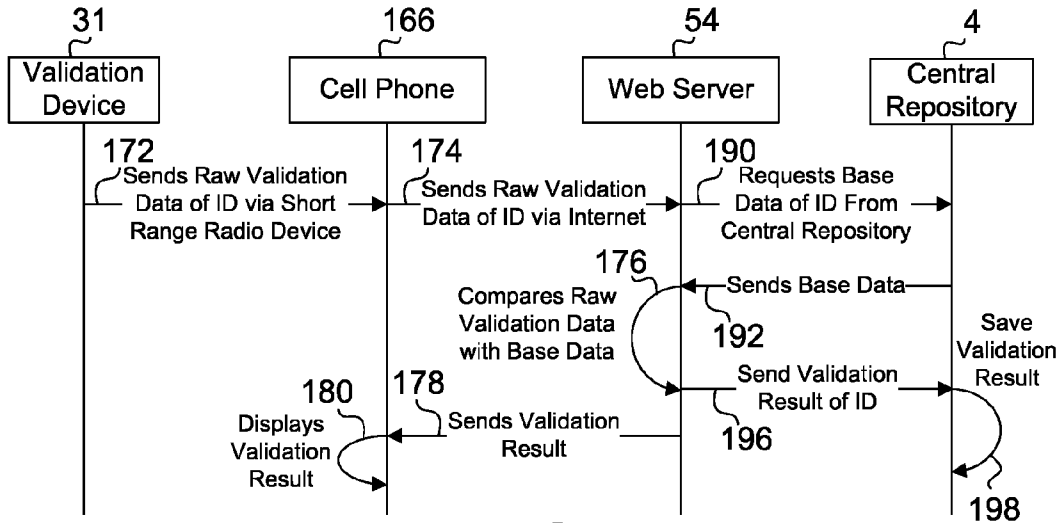 31
166
54
4
Validation
Device
Cell Phone
Web Server
Central
Repository
172
Sends Raw Validation
Data of ID via Short
Range Radio Device
174
Sends Raw Validation
Data of ID via Internet
190
Requests Base
Data of ID From
Central Repository
176
Sends Base Data
192
Compares Raw
Validation Data
with Base Data
Save
Validation
Result
Send Validation
Result of ID
196
178
Sends Validation
Result
180
Displays
Validation
Result
198